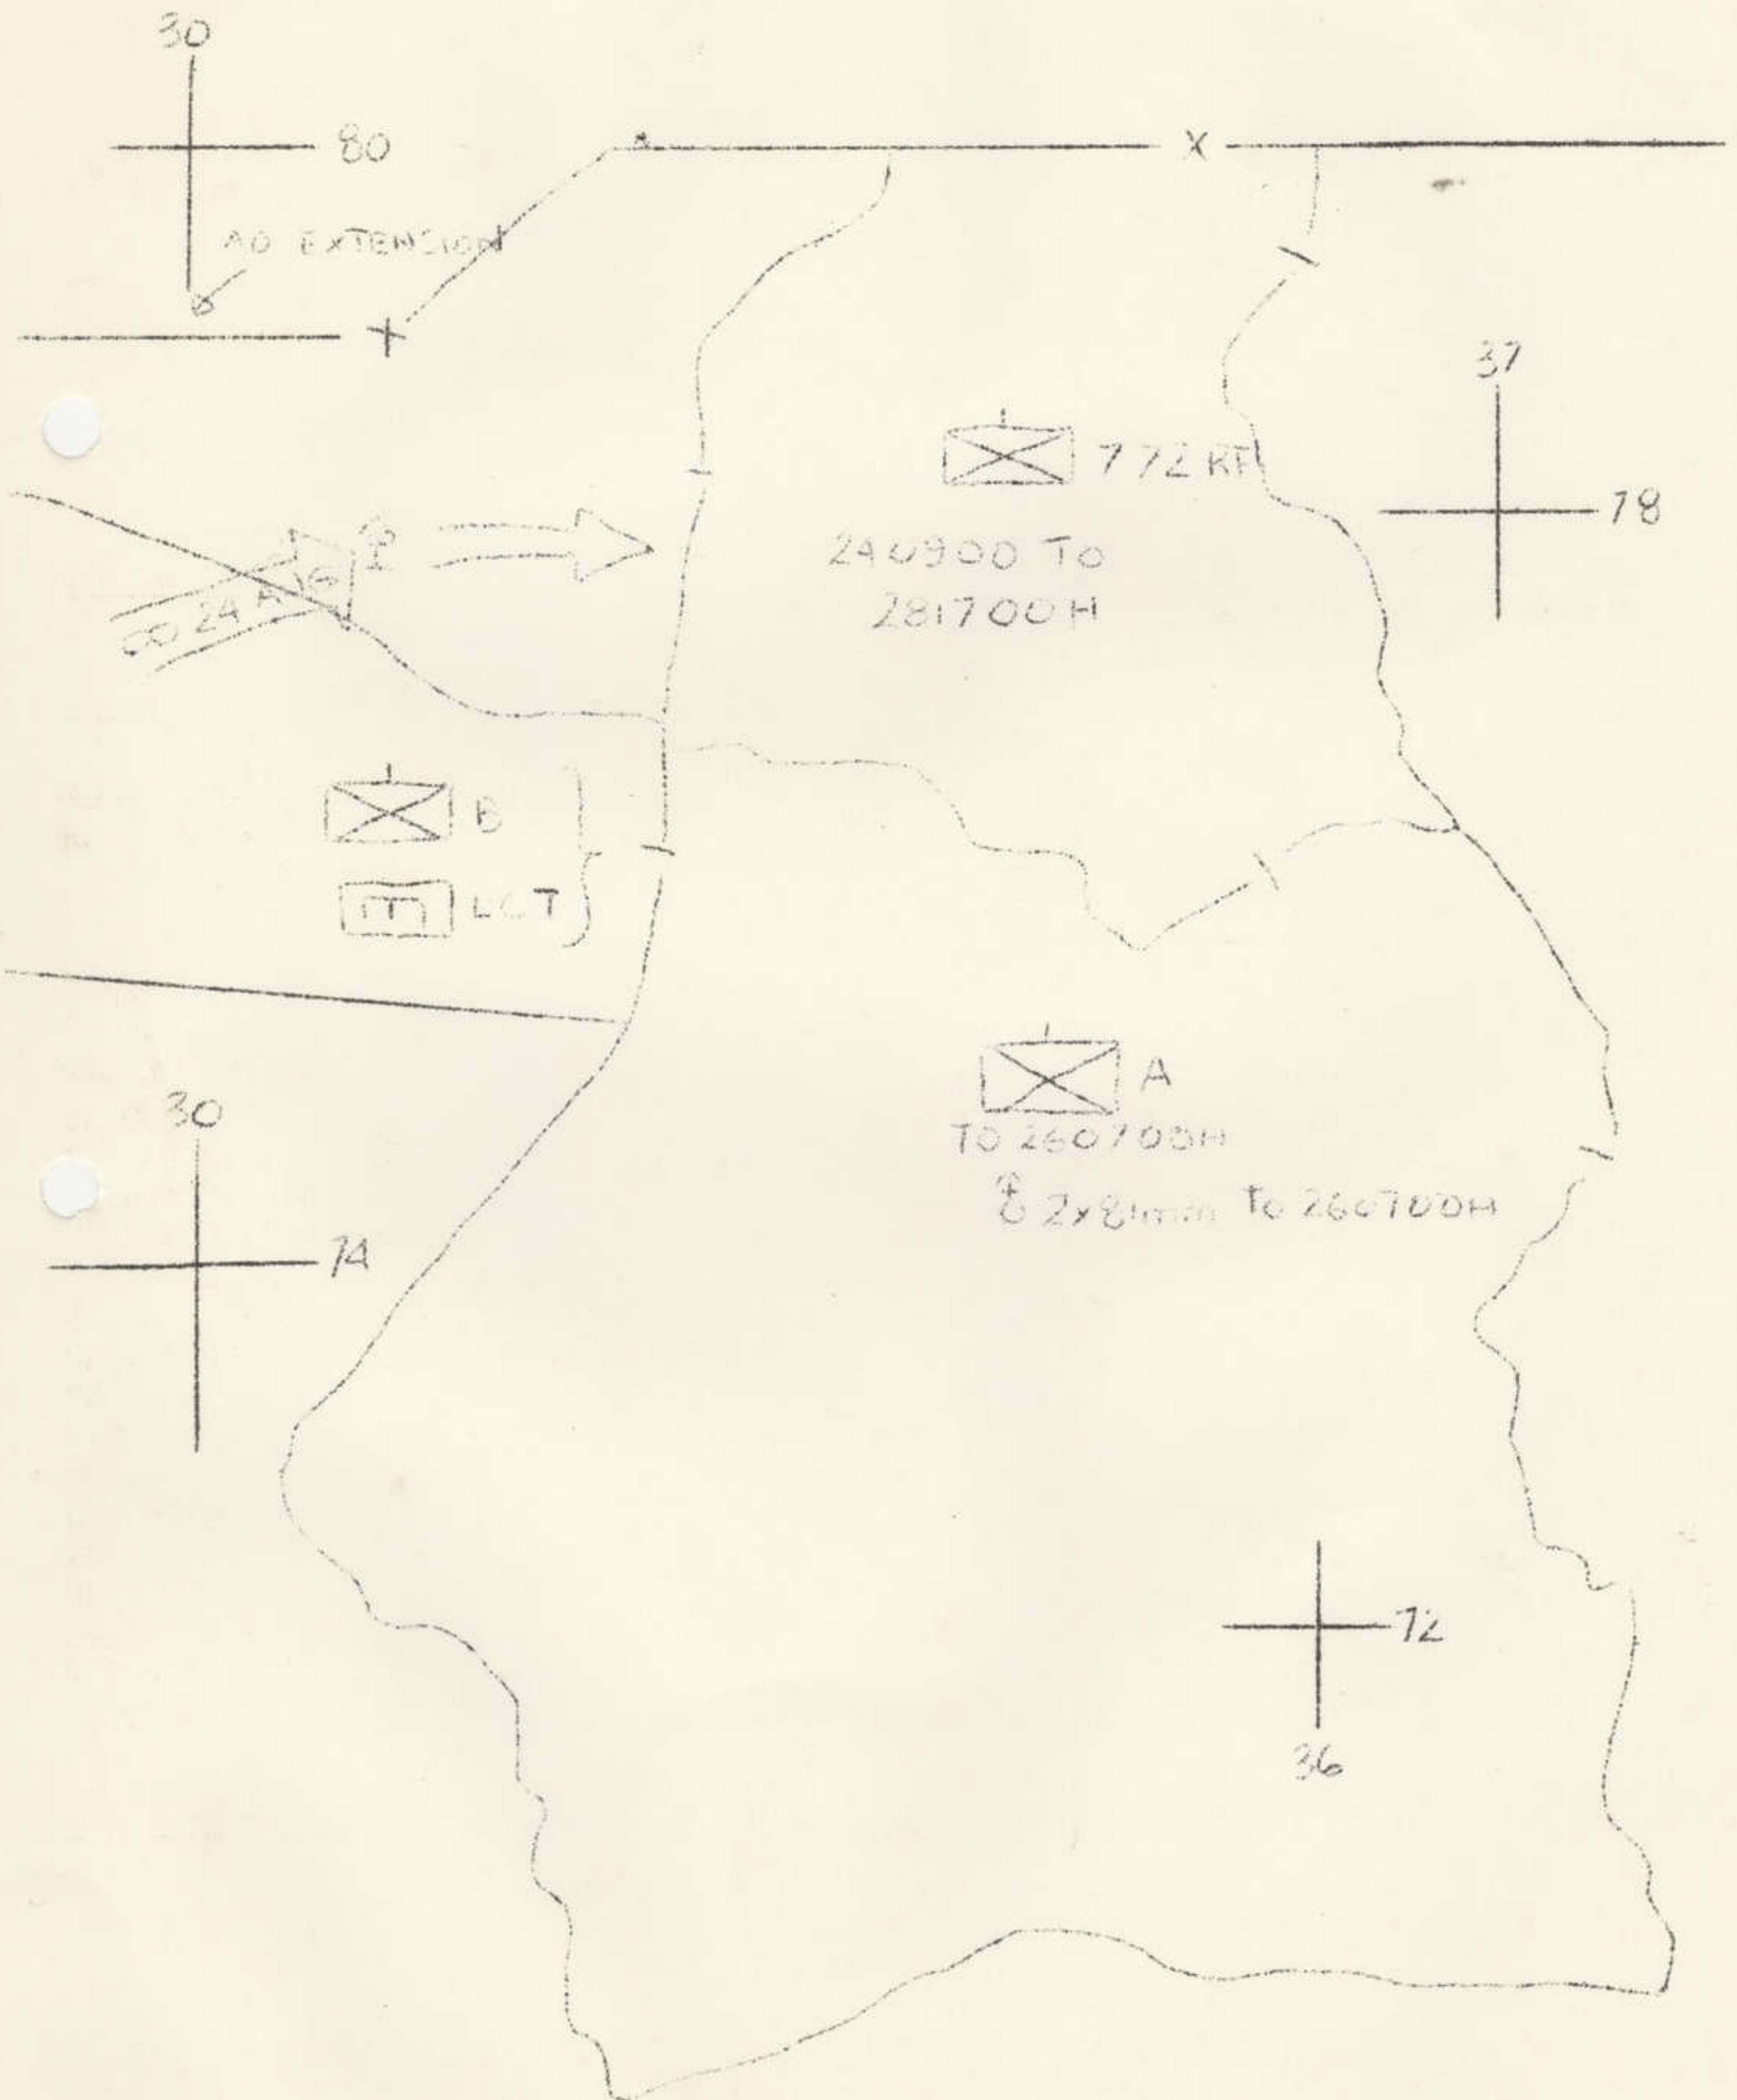 30
80
AO EXTENSION
X
37
78
772 RF
240900 TO
281700H
24 AUG
B
LCT
A
TO 260700H
2x81mm TO 260700H
30
74
72
36